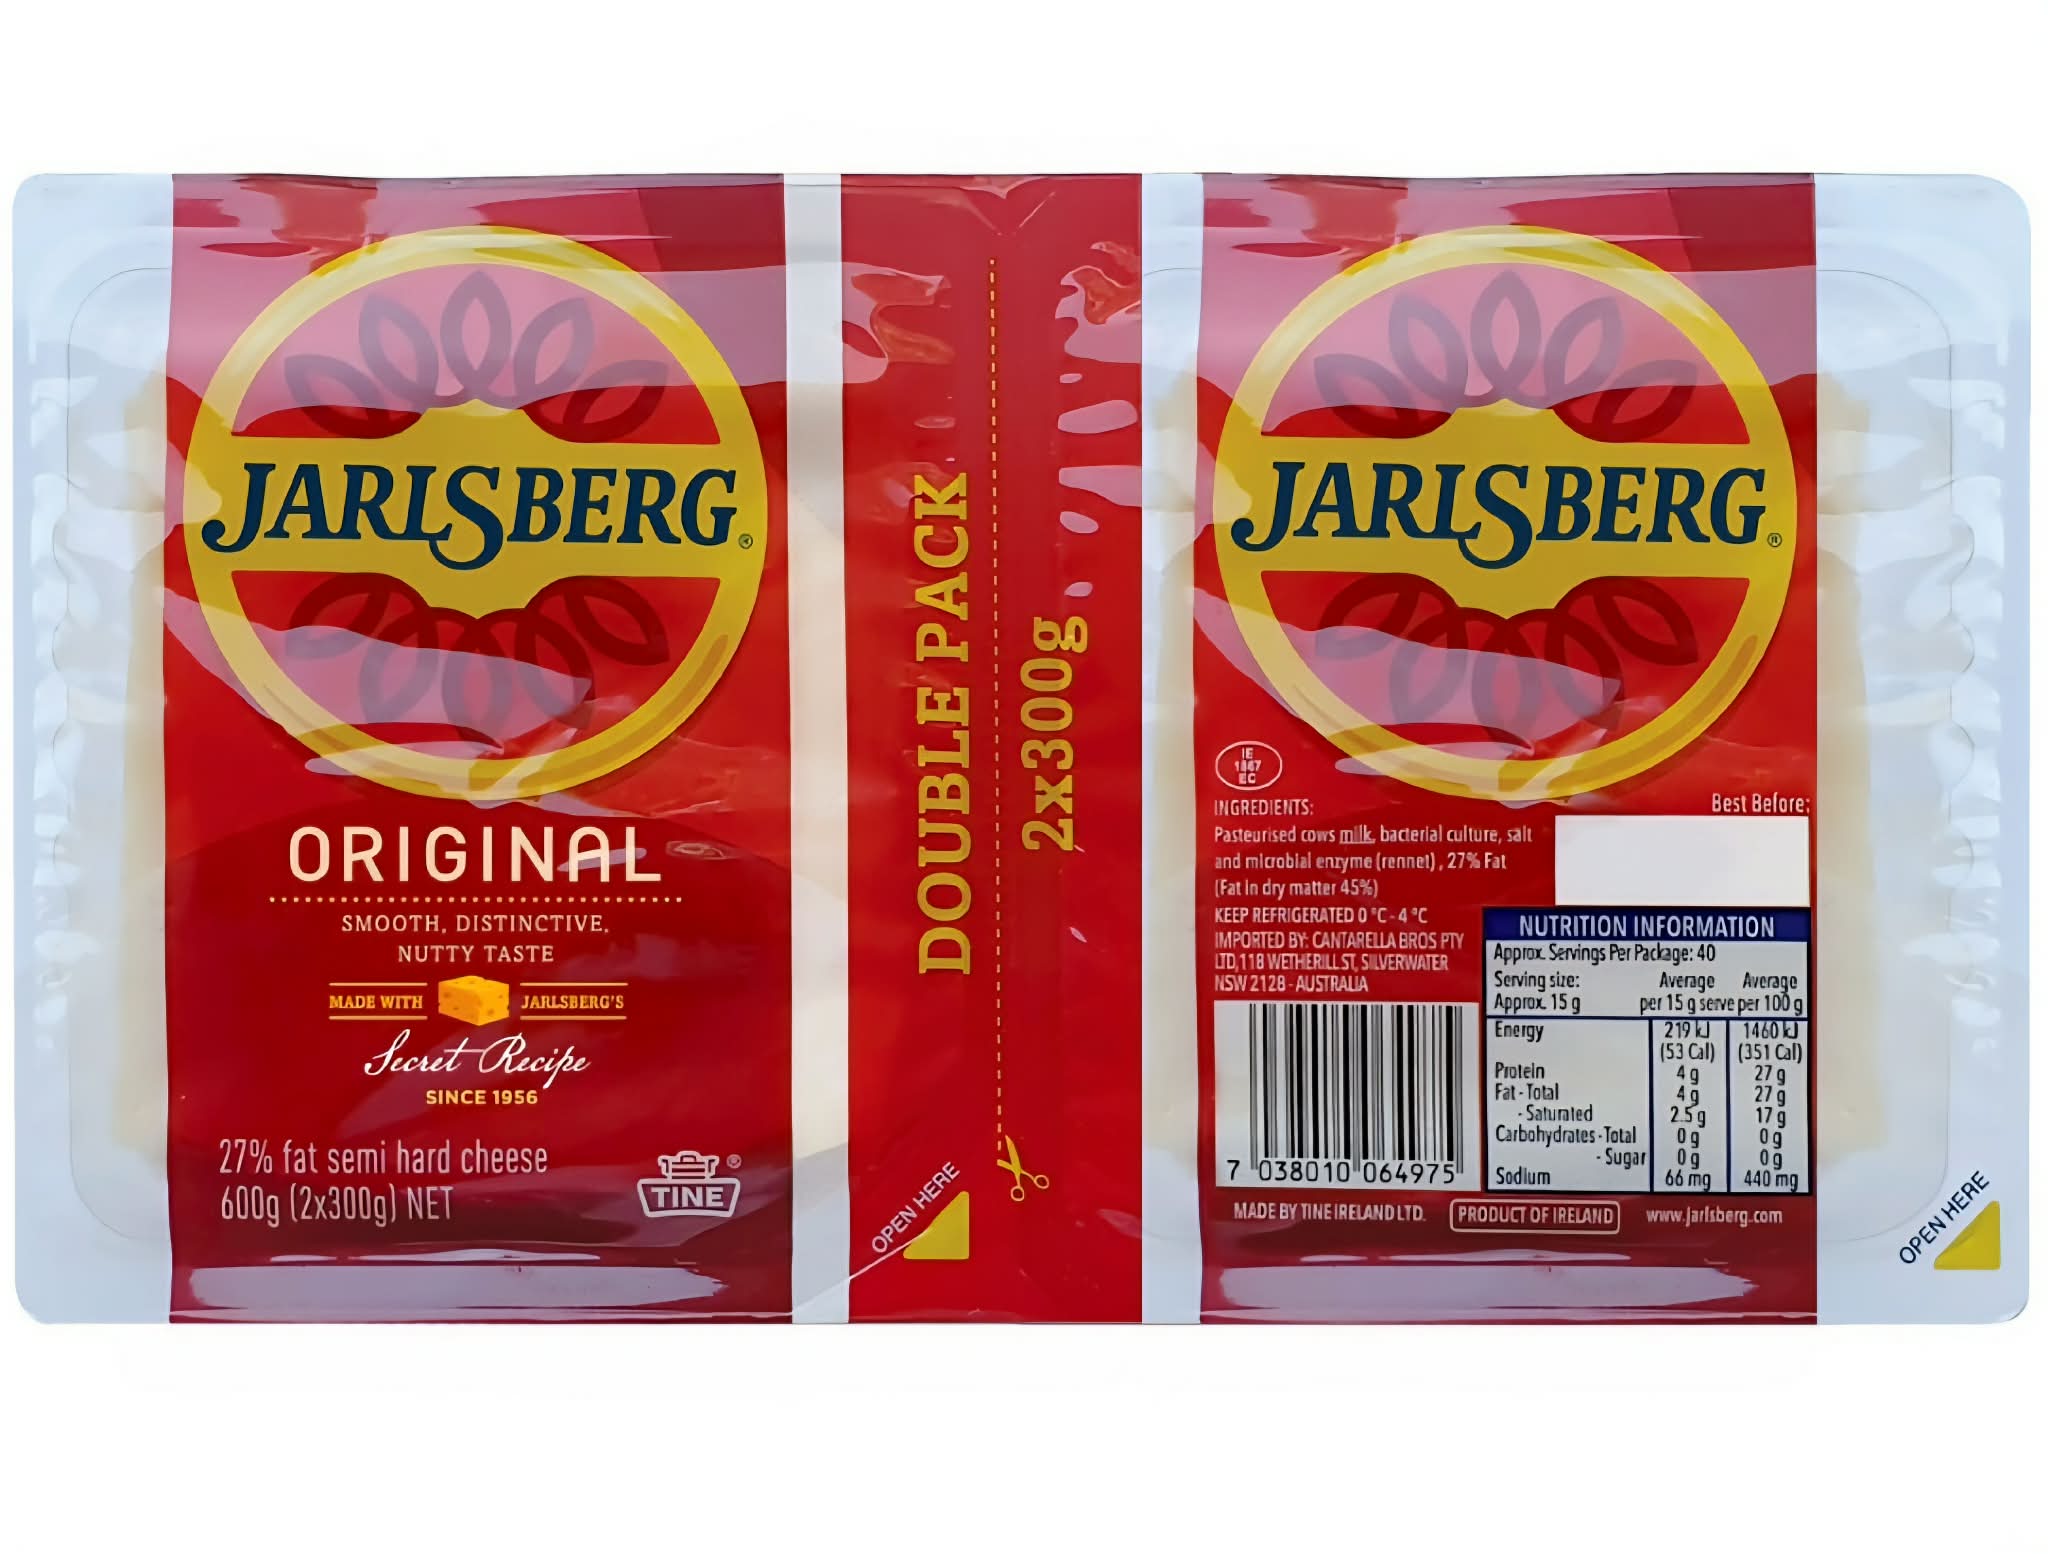 JARLSBERG®
ORIGINAL
SMOOTH, DISTINCTIVE,
NUTTY TASTE
MADE WITH JARLSBERG'S
Secret Recipe
SINCE 1956
27% fat semi hard cheese
600g (2x300g) NET
TINE®
DOUBLE PACK
2x300g
OPEN HERE
JARLSBERG®
IE
1847
EC
INGREDIENTS:
Pasteurised cows milk, bacterial culture, salt
and microbial enzyme (rennet), 27% Fat
(Fat in dry matter 45%)
KEEP REFRIGERATED 0 °C - 4 °C
IMPORTED BY: CANTARELLA BROS PTY
LTD, 118 WETHERILL ST, SILVERWATER
NSW 2128 - AUSTRALIA
Best Before:
NUTRITION INFORMATION
Approx. Servings Per Package: 40
Serving size: Average Average
Approx. 15 g per 15 g serve per 100 g
Energy 219 kJ 1460 kJ
(53 Cal) (351 Cal)
Protein 4 g 27 g
Fat - Total 4 g 27 g
- Saturated 2.5 g 17 g
Carbohydrates - Total 0 g 0 g
- Sugar 0 g 0 g
Sodium 66 mg 440 mg
7 038010 064975
MADE BY TINE IRELAND LTD. PRODUCT OF IRELAND www.jarlsberg.com
OPEN HERE